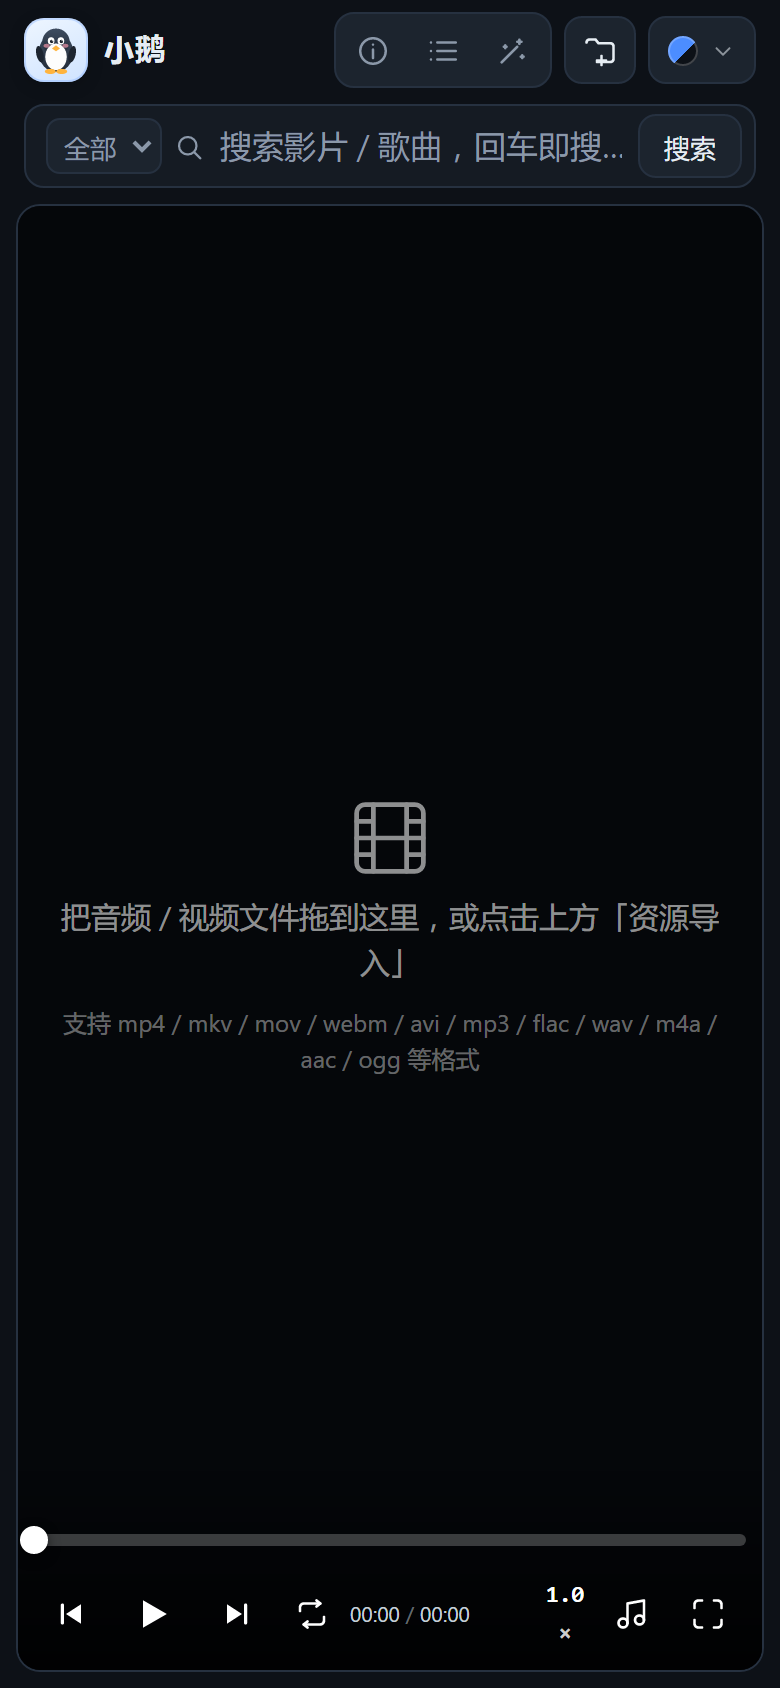 小鹅
全部
搜索影片 / 歌曲，回车即搜...
搜索
把音频 / 视频文件拖到这里，或点击上方「资源导
入」
支持 mp4 / mkv / mov / webm / avi / mp3 / flac / wav / m4a /
aac / ogg 等格式
00:00 / 00:00
1.0
×